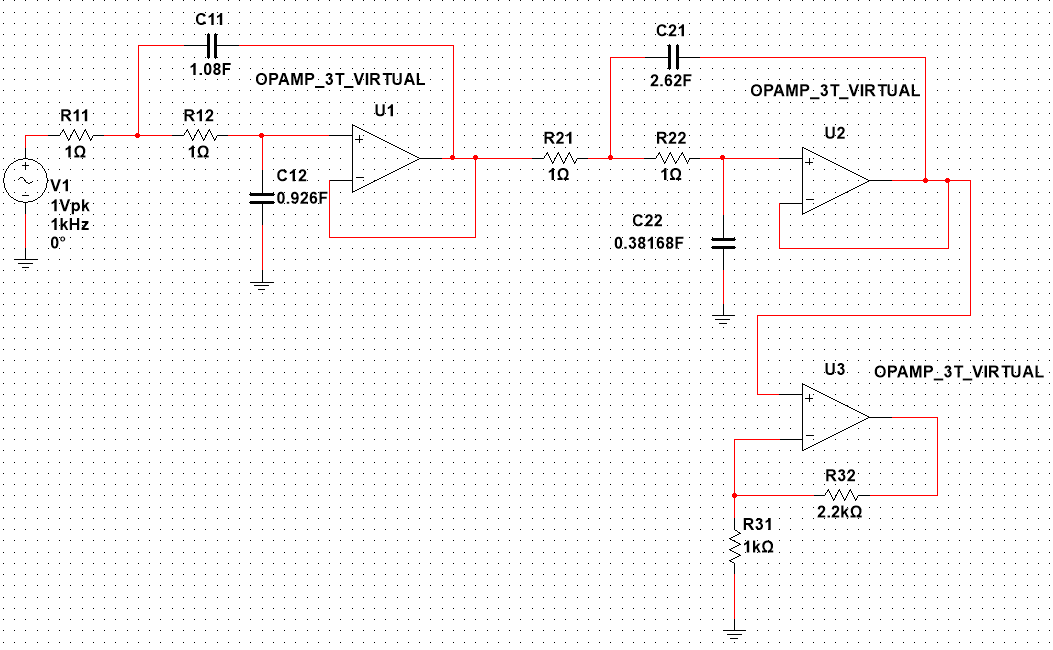 C11
1.08F
OPAMP_3T_VIRTUAL
U1
R11
1Ω
R12
1Ω
+
−
C12
0.926F
+
−
V1
1Vpk
1kHz
0°
C21
2.62F
OPAMP_3T_VIRTUAL
U2
R21
1Ω
R22
1Ω
+
−
C22
0.38168F
U3
OPAMP_3T_VIRTUAL
+
−
R32
2.2kΩ
R31
1kΩ